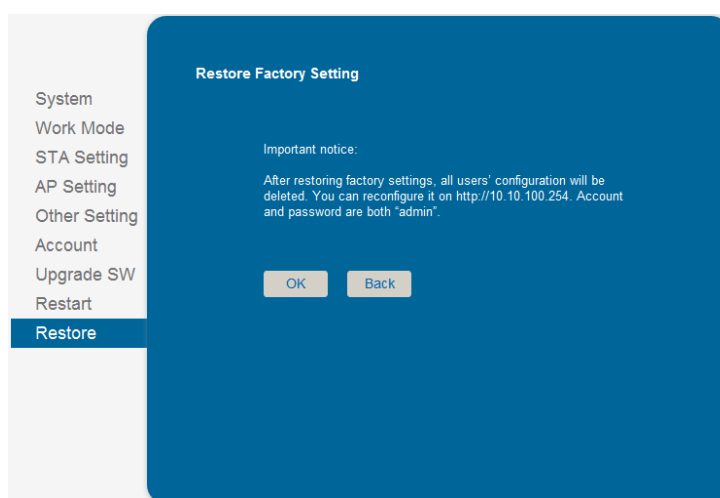 System
Work Mode
STA Setting
AP Setting
Other Setting
Account
Upgrade SW
Restart
Restore
Restore Factory Setting
Important notice:
After restoring factory settings, all users’ configuration will be
deleted. You can reconfigure it on http://10.10.100.254. Account
and password are both “admin”.
OK
Back